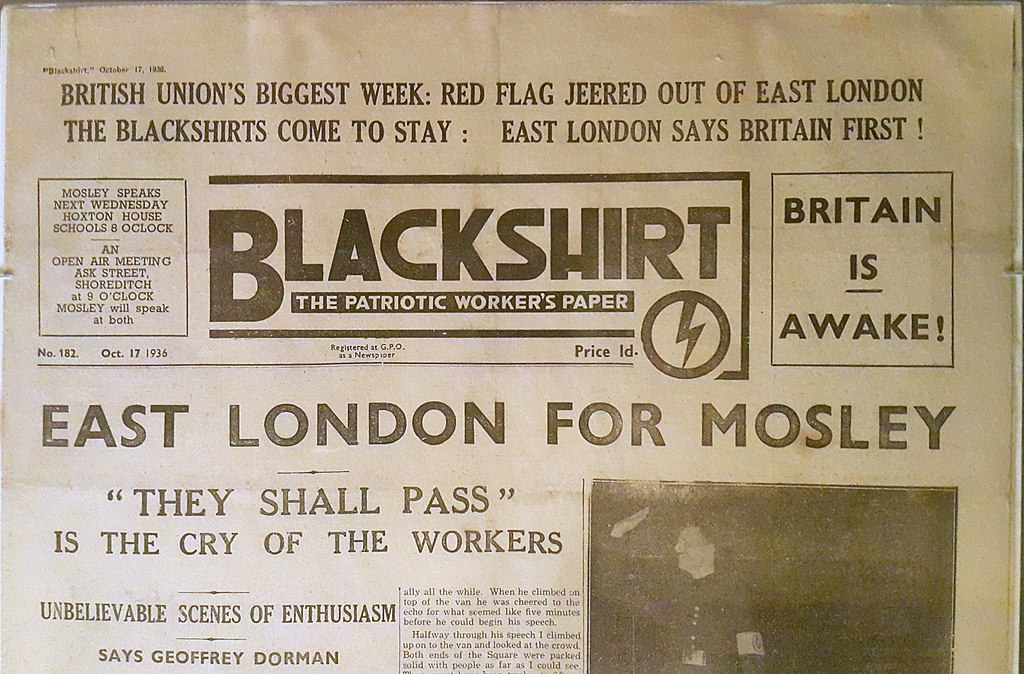 "Blackshirt." October 17, 1936.
BRITISH UNION'S BIGGEST WEEK: RED FLAG JEERED OUT OF EAST LONDON
THE BLACKSHIRTS COME TO STAY : EAST LONDON SAYS BRITAIN FIRST !
MOSLEY SPEAKS
NEXT WEDNESDAY
HOXTON HOUSE
SCHOOLS 8 OCLOCK
AN
OPEN AIR MEETING
ASK STREET,
SHOREDITCH
at 9 O'CLOCK
MOSLEY will speak
at both
No. 182. Oct. 17 1936
BLACKSHIRT
THE PATRIOTIC WORKER'S PAPER
Registered at G.P.O.
as a Newspaper
Price 1d.
BRITAIN
IS
AWAKE!
EAST LONDON FOR MOSLEY
"THEY SHALL PASS"
IS THE CRY OF THE WORKERS
UNBELIEVABLE SCENES OF ENTHUSIASM
SAYS GEOFFREY DORMAN
ally all the while. When he climbed on
top of the van he was cheered to the
echo for what seemed like five minutes
before he could begin his speech.
Halfway through his speech I climbed
up on to the van and looked at the crowd.
Both ends of the Square were packed
solid with people as far as I could see.